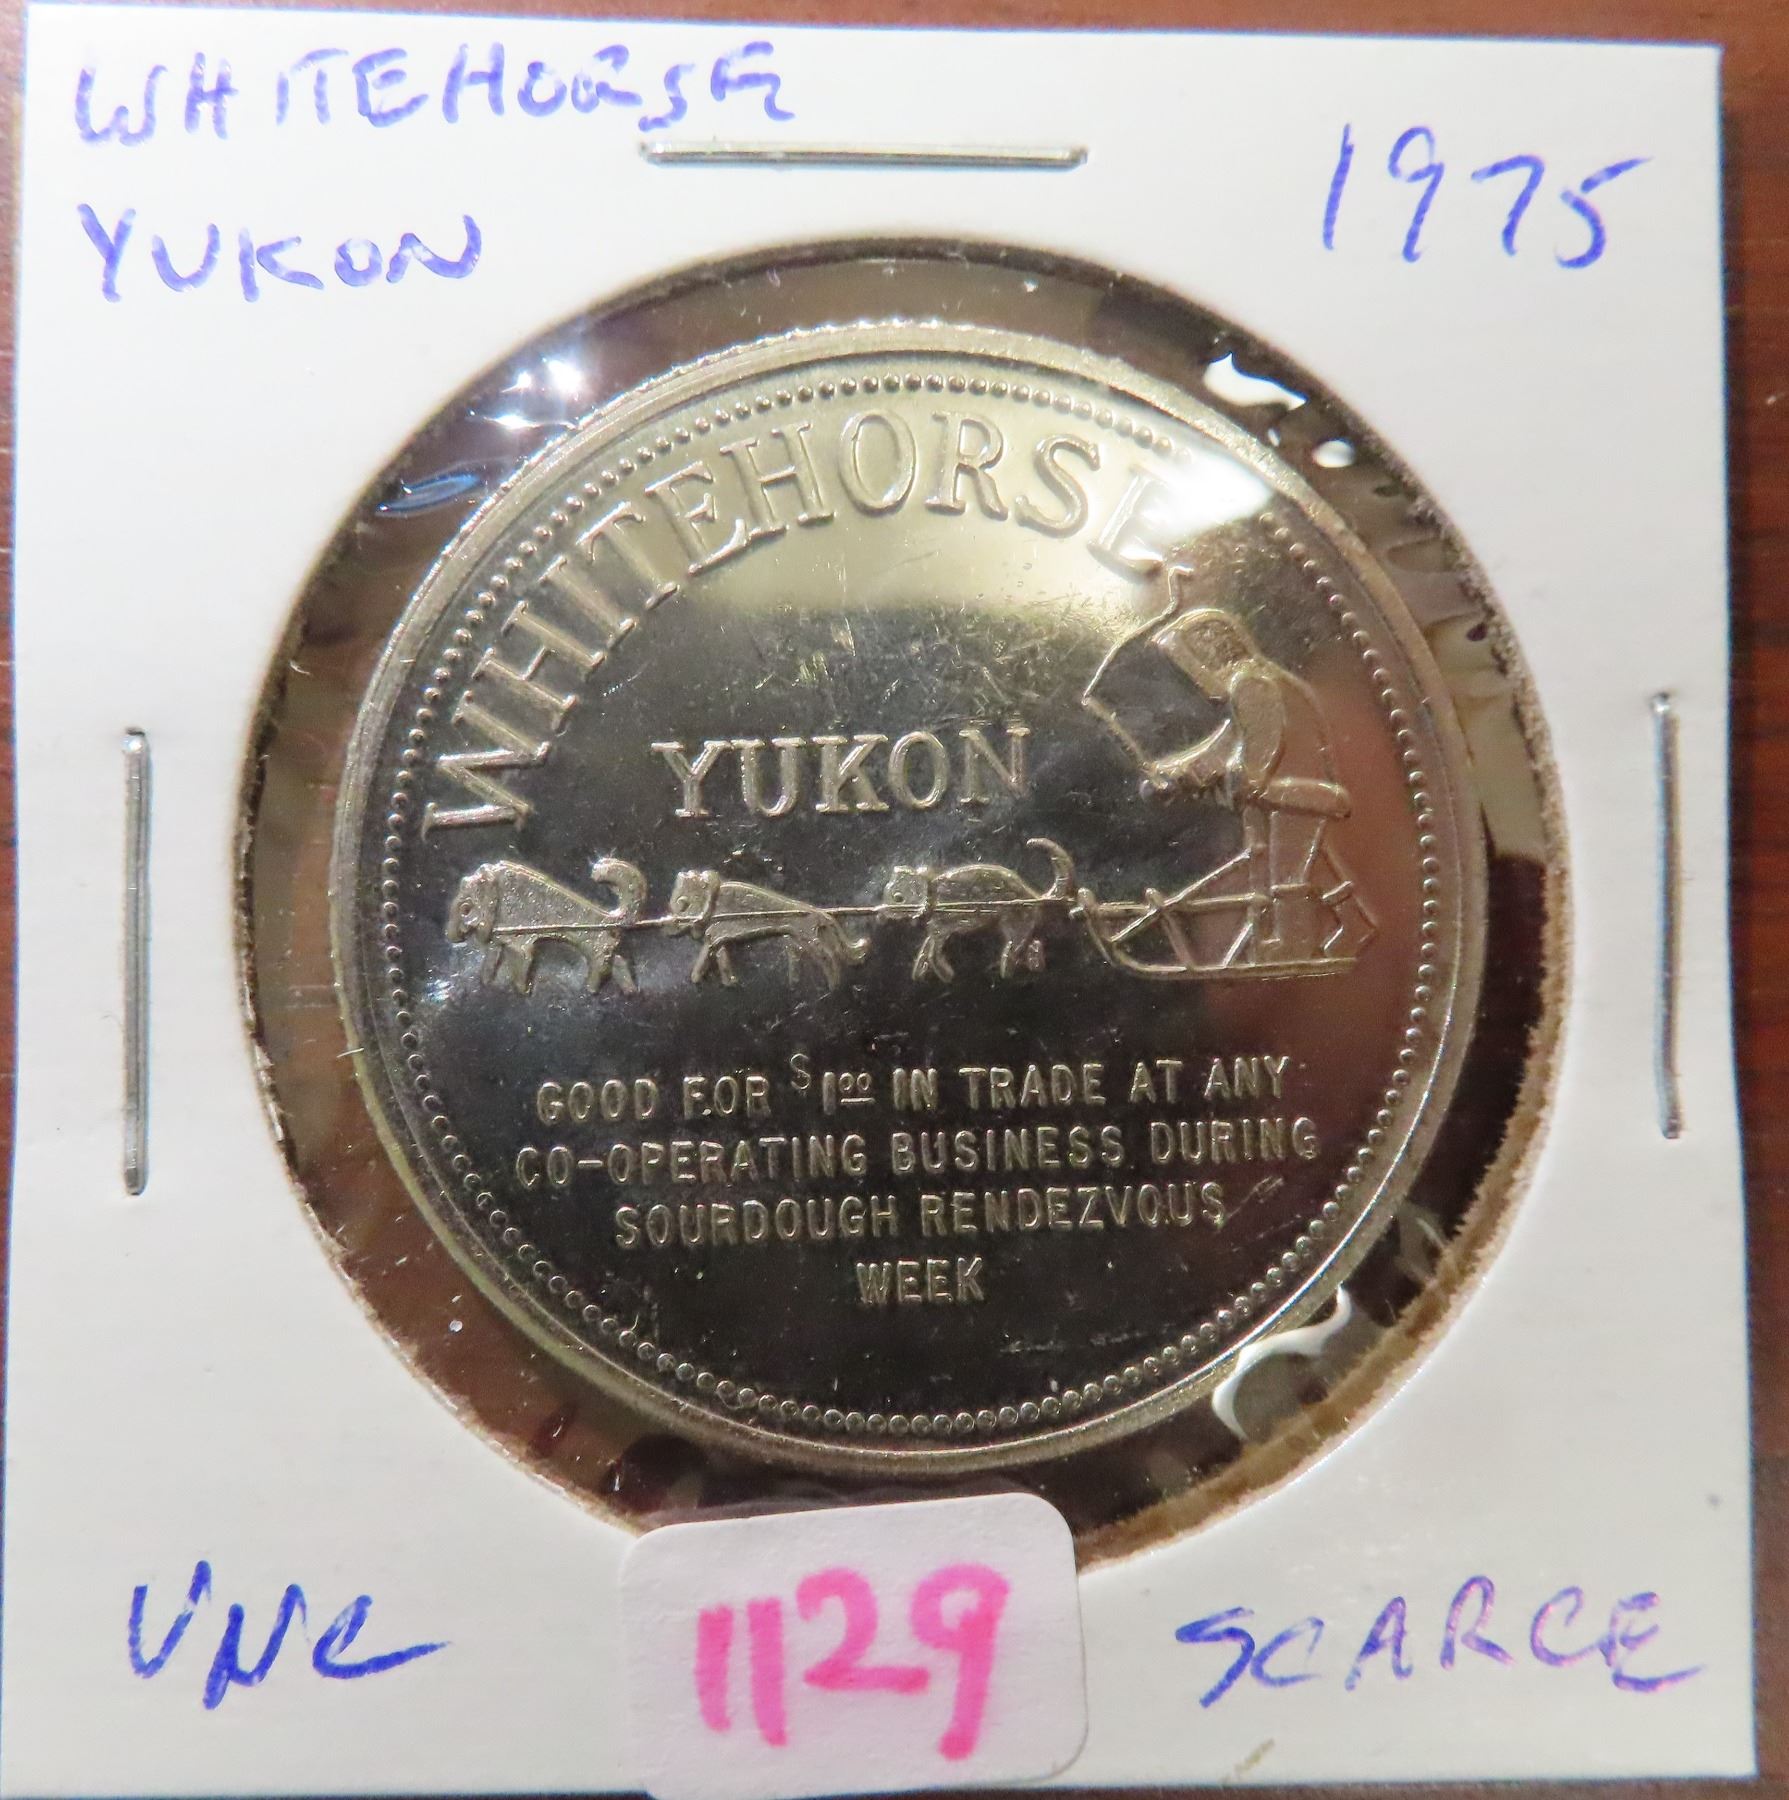 WHITEHORSE
YUKON
1975
WHITEHORSE
YUKON
GOOD FOR $1.00 IN TRADE AT ANY
CO-OPERATING BUSINESS DURING
SOURDOUGH RENDEZVOUS
WEEK
UNC
1129
SCARCE